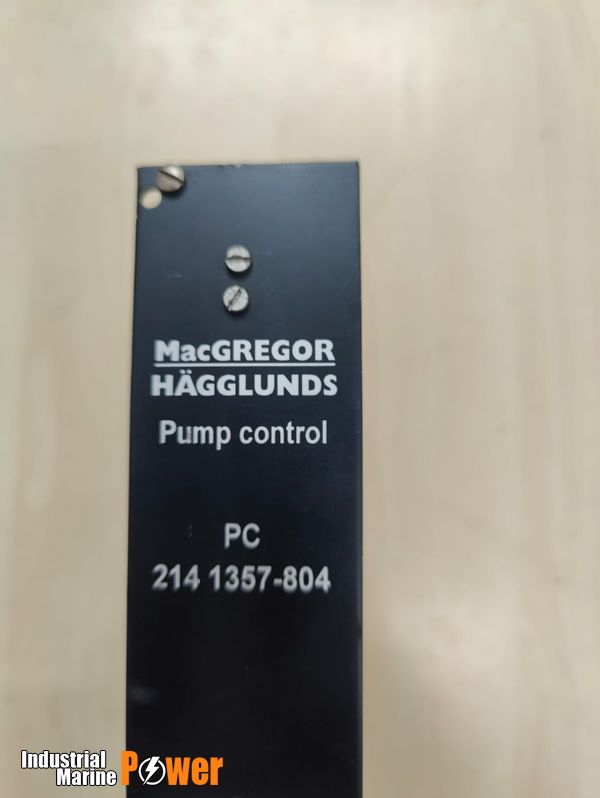 MacGREGOR
HÄGGLUNDS
Pump control
PC
214 1357-804
Industrial
Marine
POwer